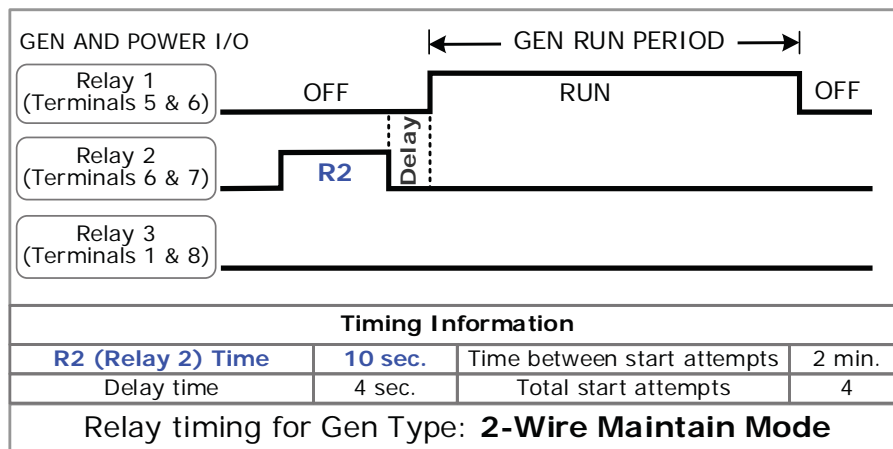 GEN AND POWER I/O
GEN RUN PERIOD
Relay 1
(Terminals 5 & 6)
OFF
RUN
OFF
Delay
Relay 2
(Terminals 6 & 7)
R2
Relay 3
(Terminals 1 & 8)
Timing Information
R2 (Relay 2) Time 10 sec. Time between start attempts 2 min.
Delay time 4 sec. Total start attempts 4
Relay timing for Gen Type: 2-Wire Maintain Mode